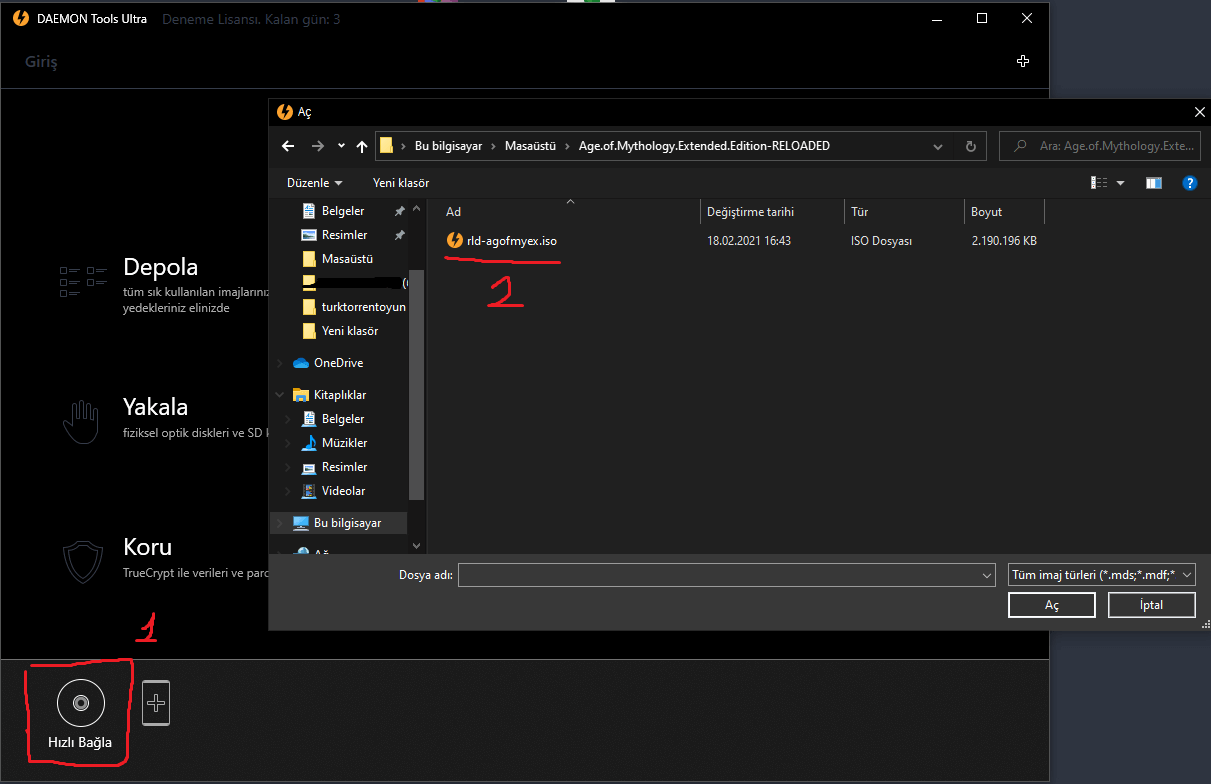 DAEMON Tools Ultra Deneme Lisansı. Kalan gün: 3
Giriş
Depola
tüm sık kullanılan imajlarını
yedekleriniz elinizde
Yakala
fiziksel optik diskleri ve SD
Koru
TrueCrypt ile verileri ve
1
Hızlı Bağla
Aç
Bu bilgisayar > Masaüstü > Age.of.Mythology.Extended.Edition-RELOADED
Ara: Age.of.Mythology.Exte...
Düzenle Yeni klasör
?
Belgeler
Resimler
Masaüstü
turktorrentoyun
Yeni klasör
OneDrive
Kitaplıklar
Belgeler
Müzikler
Resimler
Videolar
Bu bilgisayar
Ağ
Ad Değiştirme tarihi Tür Boyut
rld-agofmyex.iso 18.02.2021 16:43 ISO Dosyası 2.190.196 KB
2
Dosya adı: Tüm imaj türleri (*.mds;*.mdf;*
Aç İptal